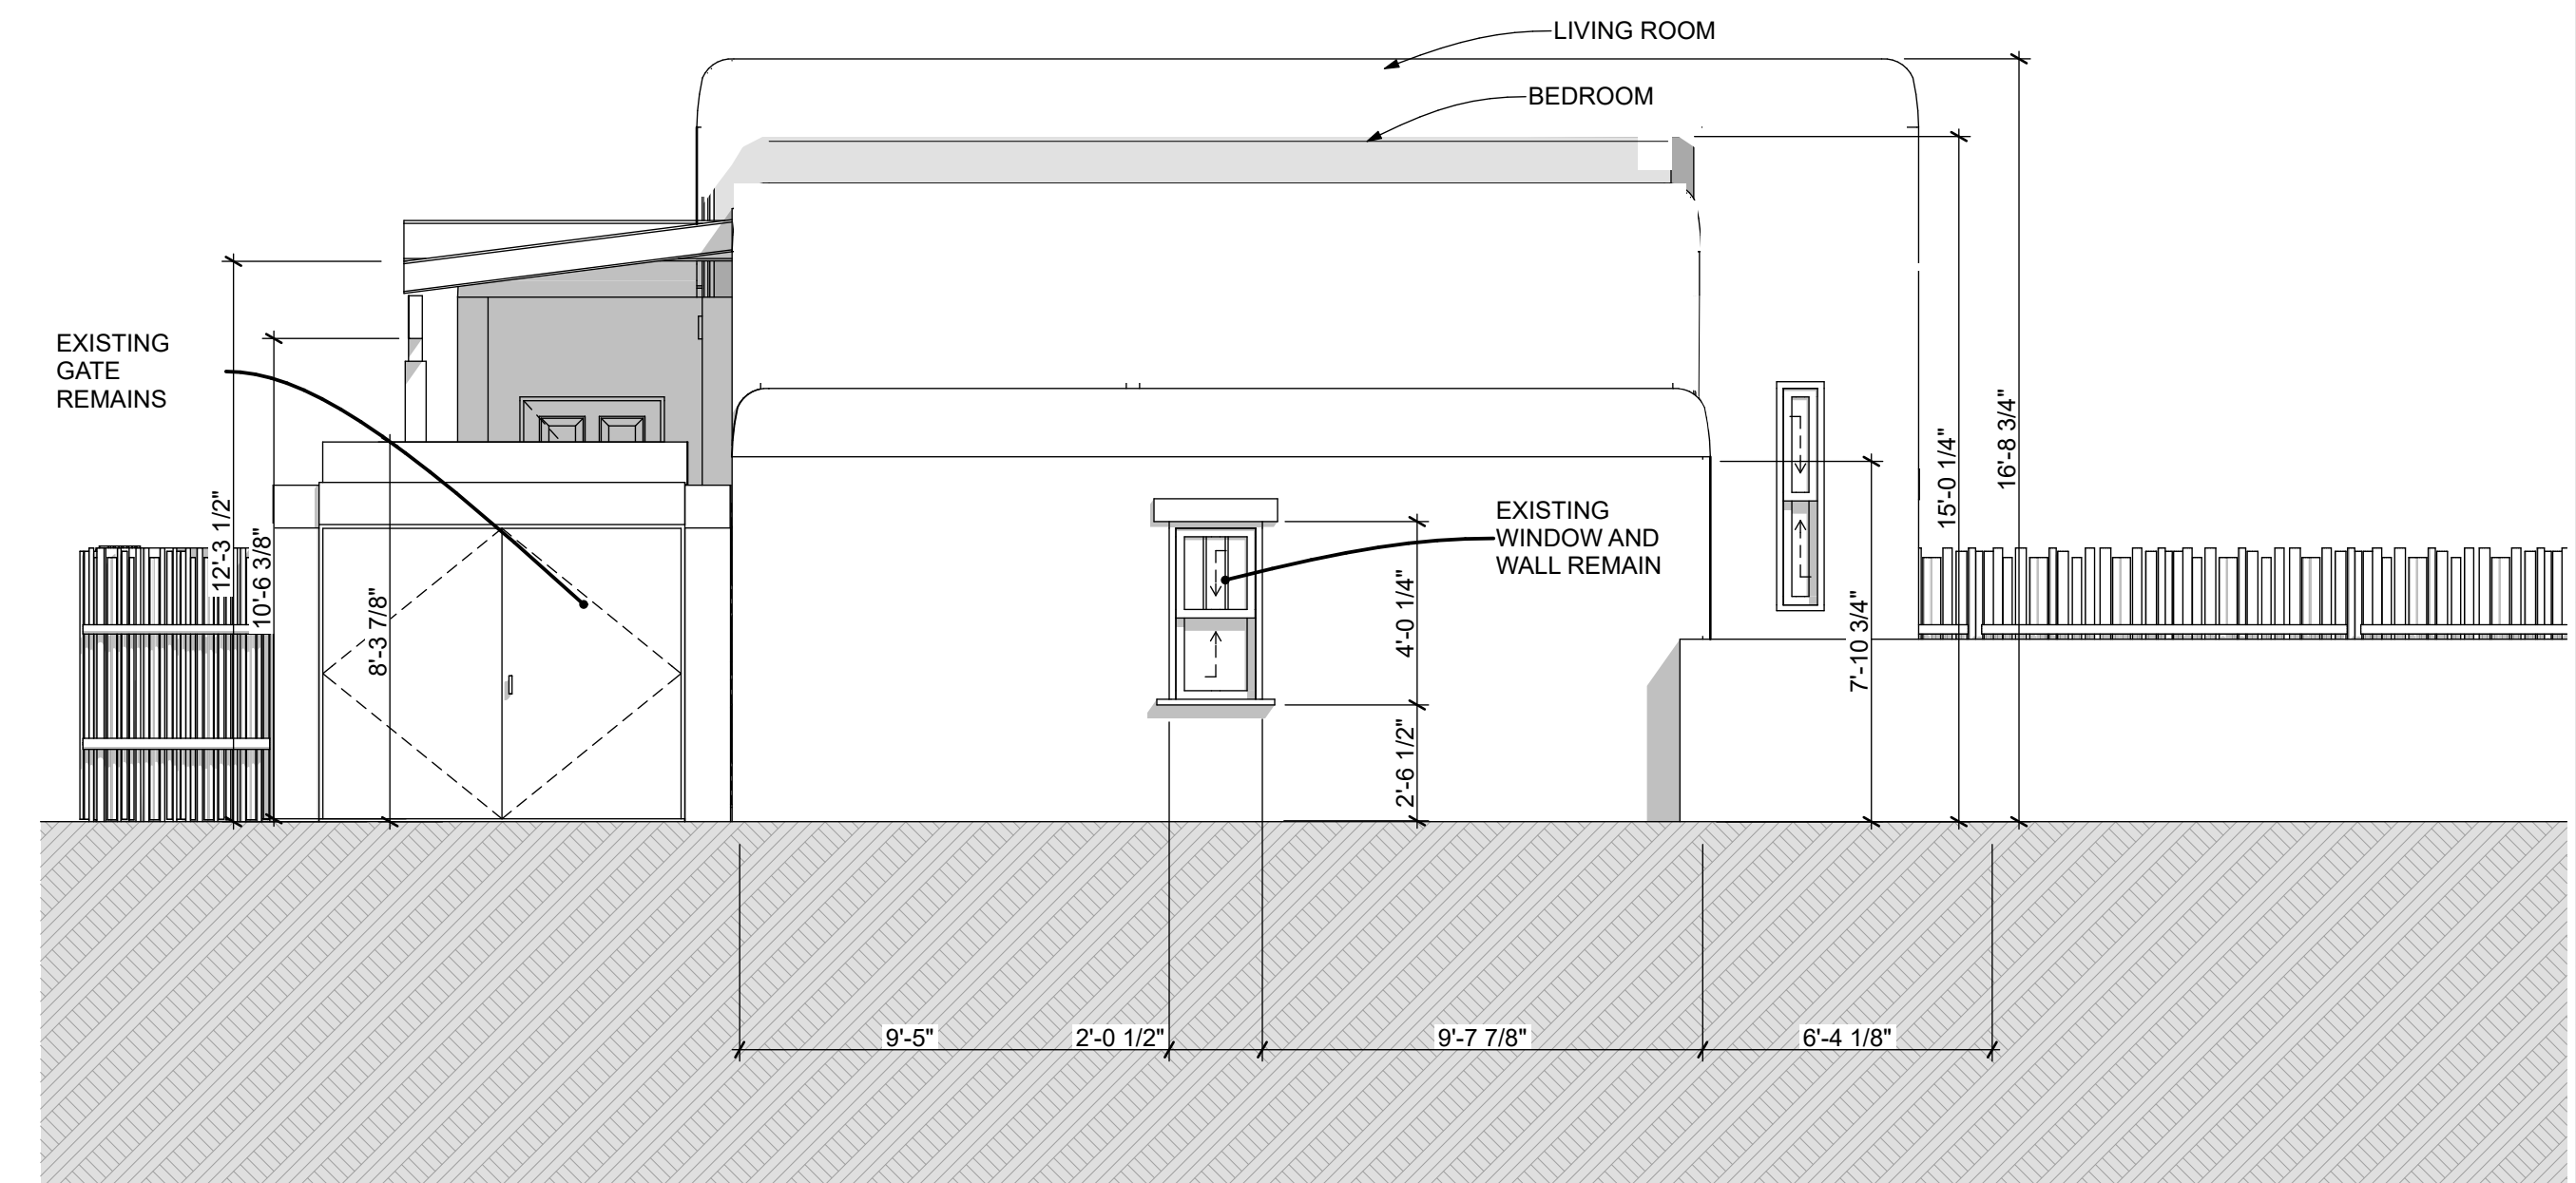 LIVING ROOM
BEDROOM
EXISTING
GATE
REMAINS
12'-3 1/2"
10'-6 3/8"
8'-3 7/8"
EXISTING
WINDOW AND
WALL REMAIN
4'-0 1/4"
2'-6 1/2"
7'-10 3/4"
15'-0 1/4"
16'-8 3/4"
9'-5"
2'-0 1/2"
9'-7 7/8"
6'-4 1/8"